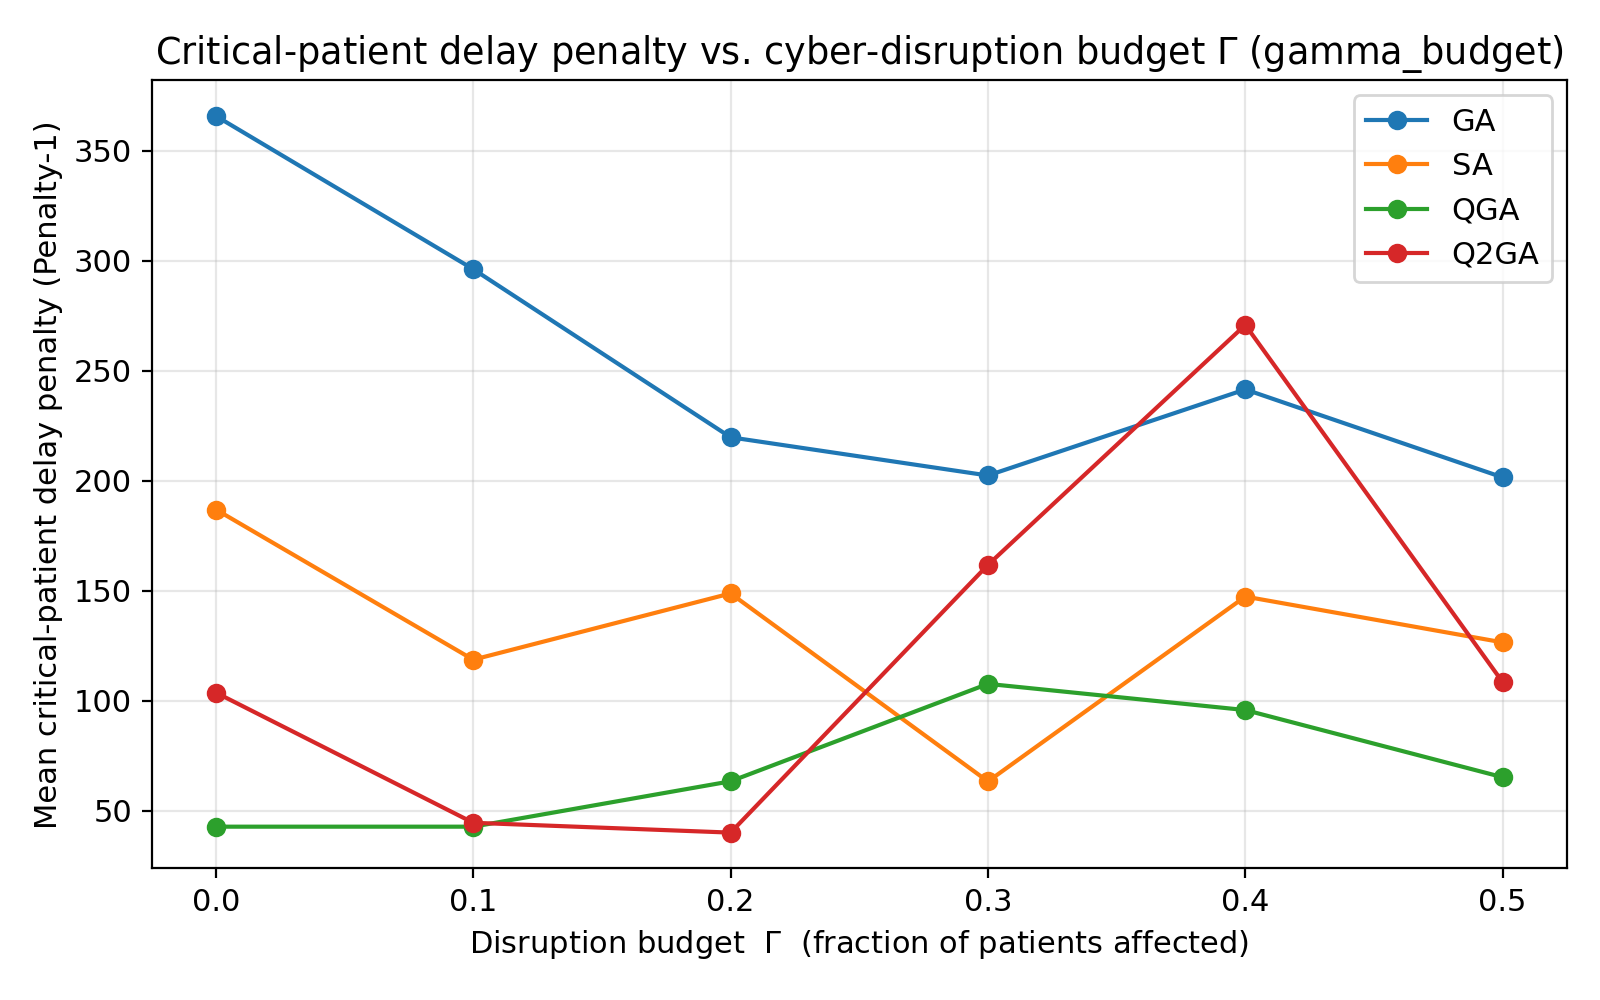 Critical-patient delay penalty vs. cyber-disruption budget Γ (gamma_budget)
Mean critical-patient delay penalty (Penalty-1)
350
300
250
200
150
100
50
GA
SA
QGA
Q2GA
0.0 0.1 0.2 0.3 0.4 0.5
Disruption budget Γ (fraction of patients affected)